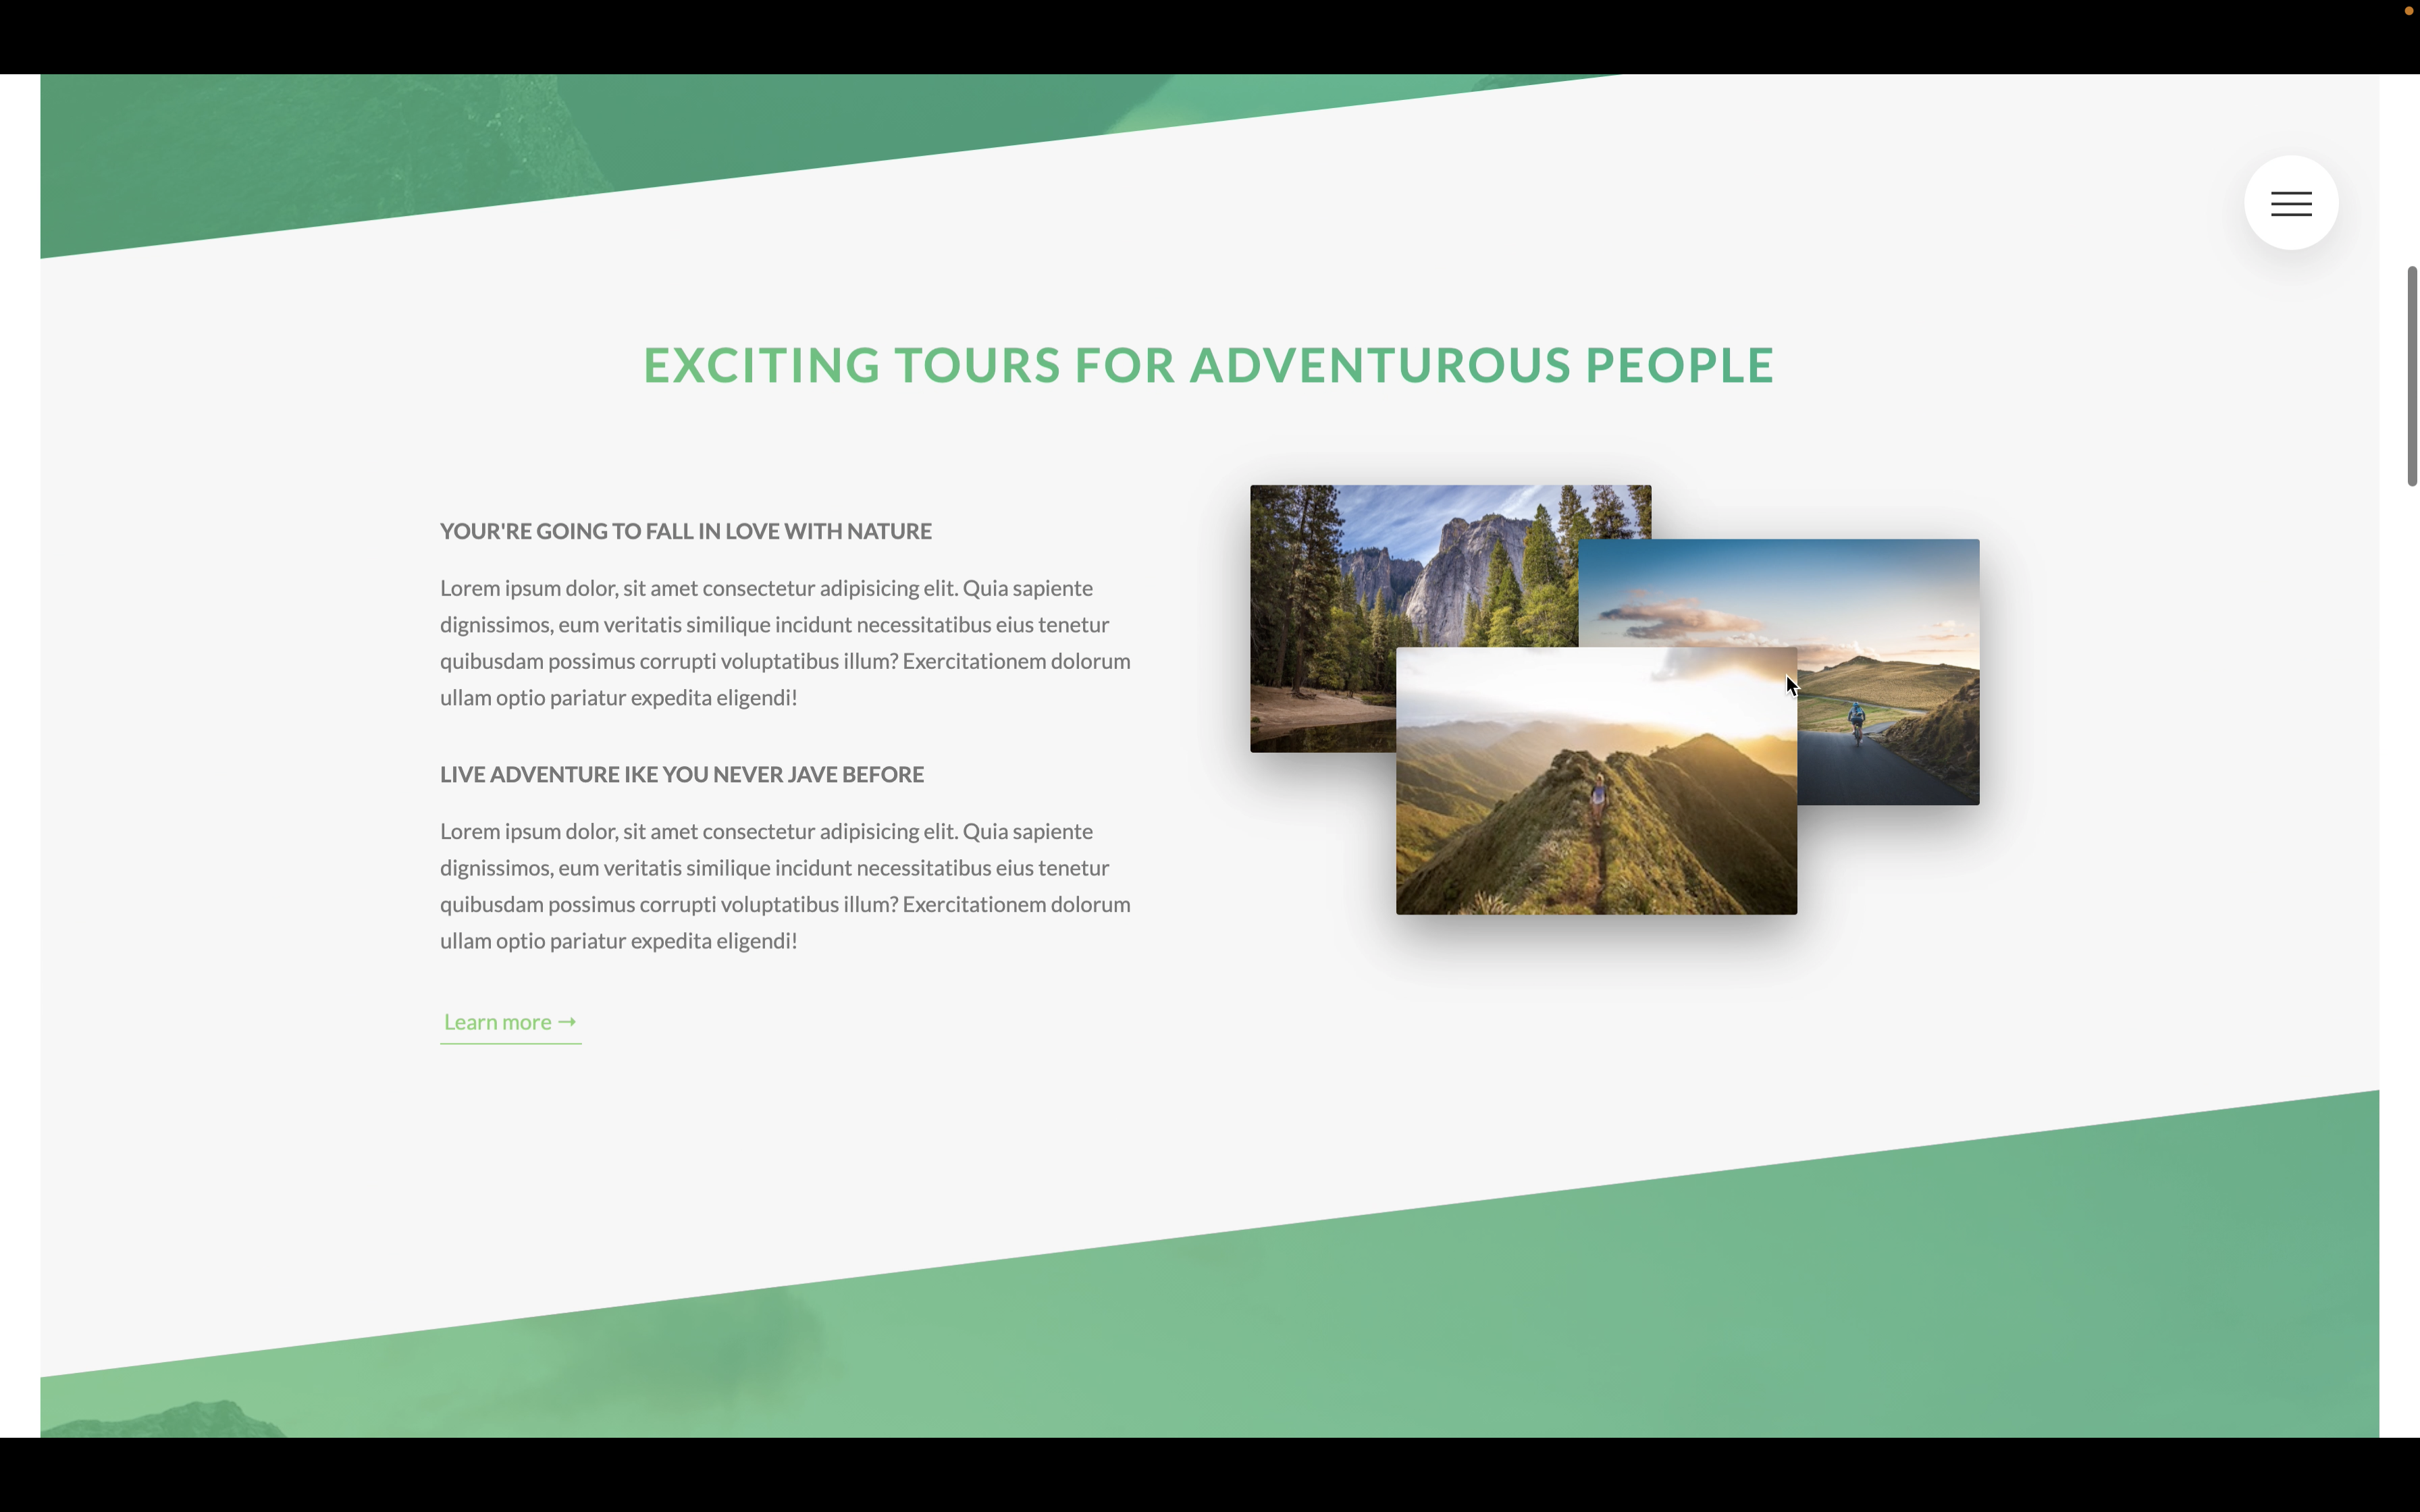 EXCITING TOURS FOR ADVENTUROUS PEOPLE
YOUR'RE GOING TO FALL IN LOVE WITH NATURE
Lorem ipsum dolor, sit amet consectetur adipisicing elit. Quia sapiente
dignissimos, eum veritatis similique incidunt necessitatibus eius tenetur
quibusdam possimus corrupti voluptatibus illum? Exercitationem dolorum
ullam optio pariatur expedita eligendi!
LIVE ADVENTURE IKE YOU NEVER JAVE BEFORE
Lorem ipsum dolor, sit amet consectetur adipisicing elit. Quia sapiente
dignissimos, eum veritatis similique incidunt necessitatibus eius tenetur
quibusdam possimus corrupti voluptatibus illum? Exercitationem dolorum
ullam optio pariatur expedita eligendi!
Learn more →